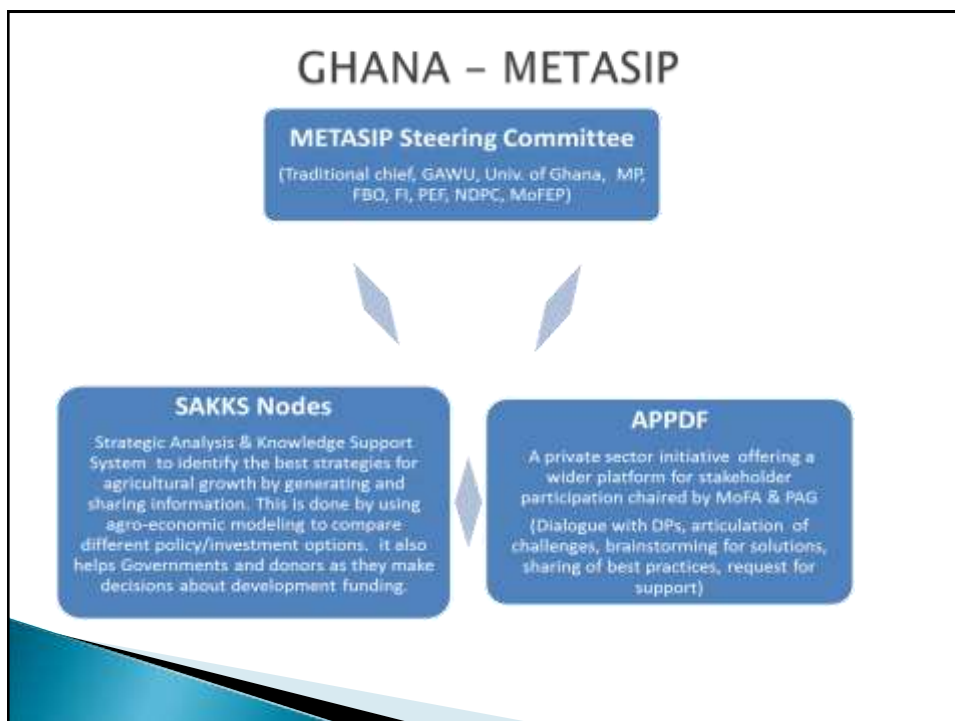 GHANA – METASIP
METASIP Steering Committee
(Traditional chief, GAWU, Univ. of Ghana, MP,
FBO, FI, PEF, NDPC, MoFEP)
SAKKS Nodes
Strategic Analysis & Knowledge Support
System to identify the best strategies for
agricultural growth by generating and
sharing information. This is done by using
agro-economic modeling to compare
different policy/investment options. it also
helps Governments and donors as they make
decisions about development funding.
APPDF
A private sector initiative offering a
wider platform for stakeholder
participation chaired by MoFA & PAG
(Dialogue with DPs, articulation of
challenges, brainstorming for solutions,
sharing of best practices, request for
support)